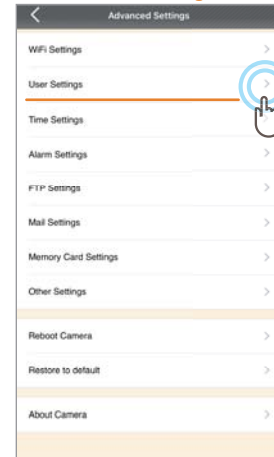 Advanced Settings
WiFi Settings
User Settings
Time Settings
Alarm Settings
FTP Settings
Mail Settings
Memory Card Settings
Other Settings
Reboot Camera
Restore to default
About Camera